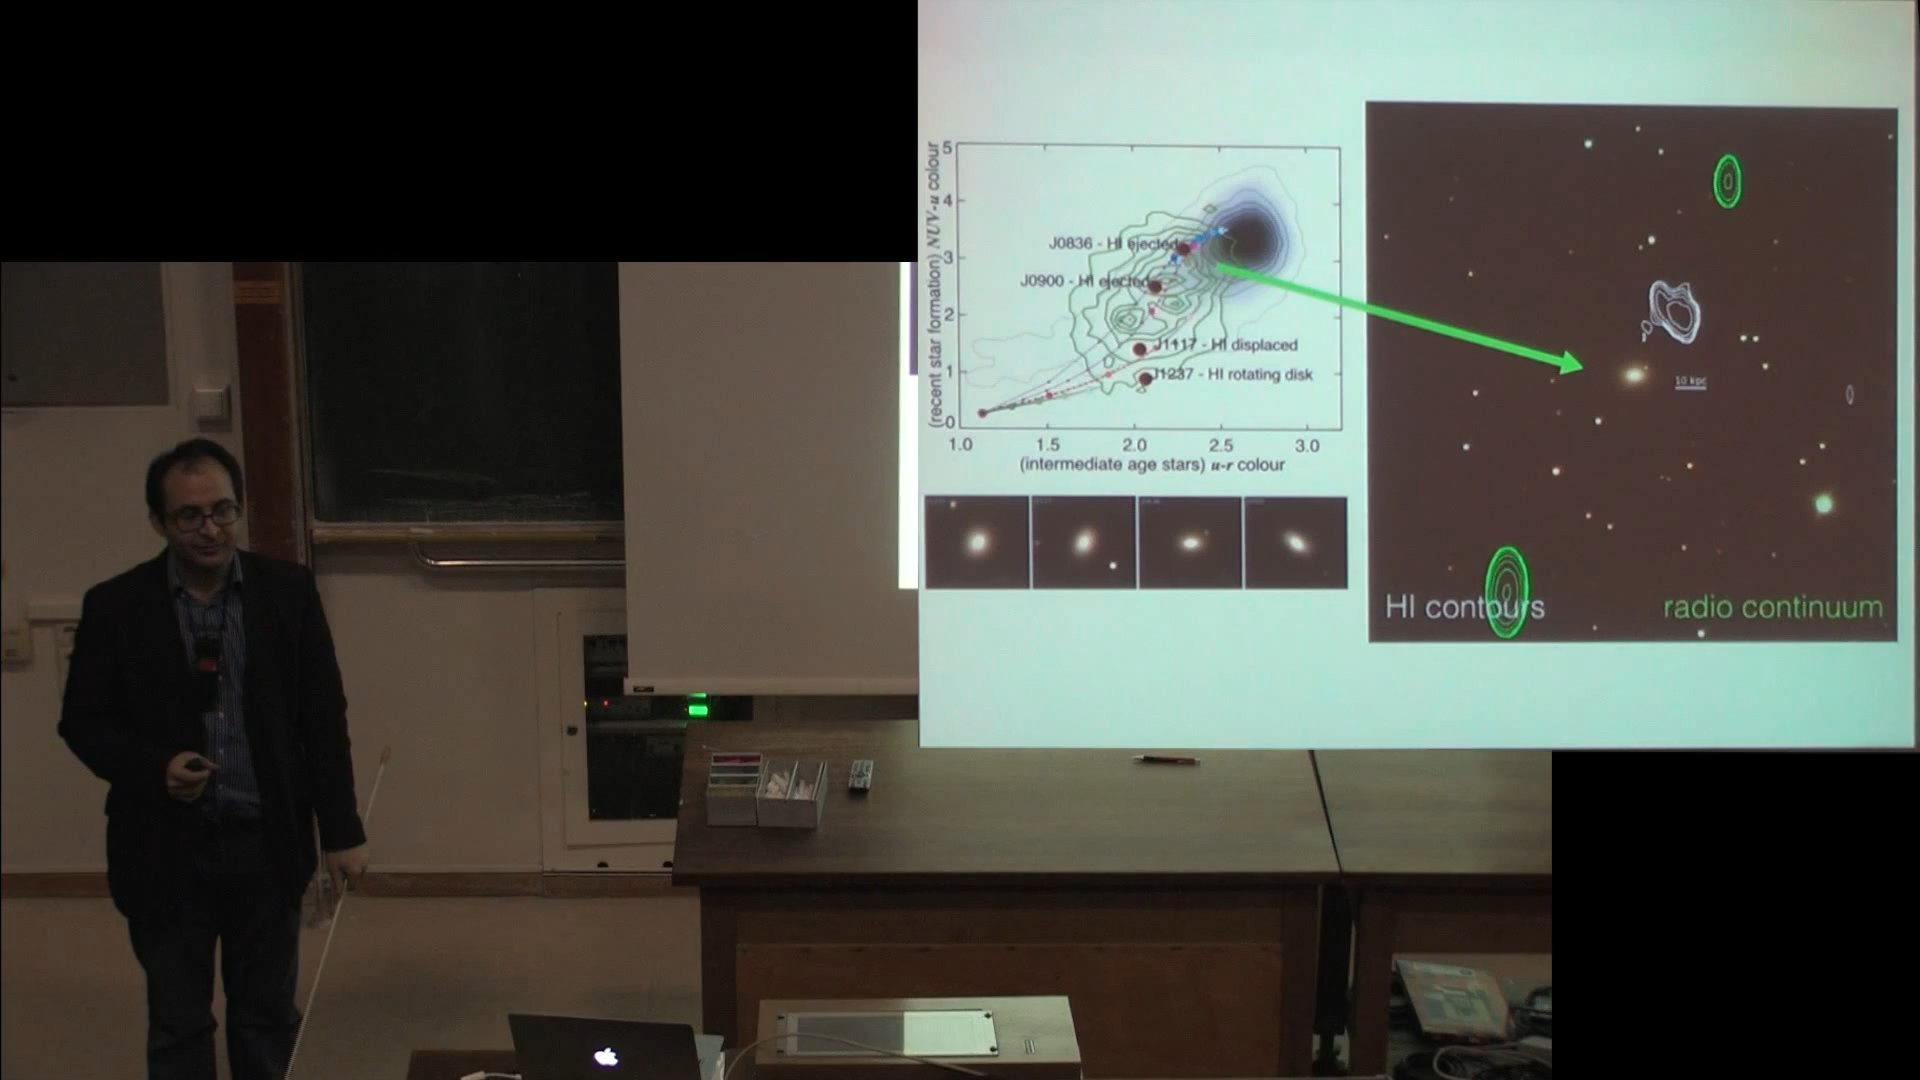 (recent star formation) NUV-u colour
5
4
3
2
1
0
J0836 - HI ejected
J0900 - HI ejected
J1117 - HI displaced
J1237 - HI rotating disk
1.0 1.5 2.0 2.5 3.0
(intermediate age stars) u-r colour
10 kpc
HI contours
radio continuum